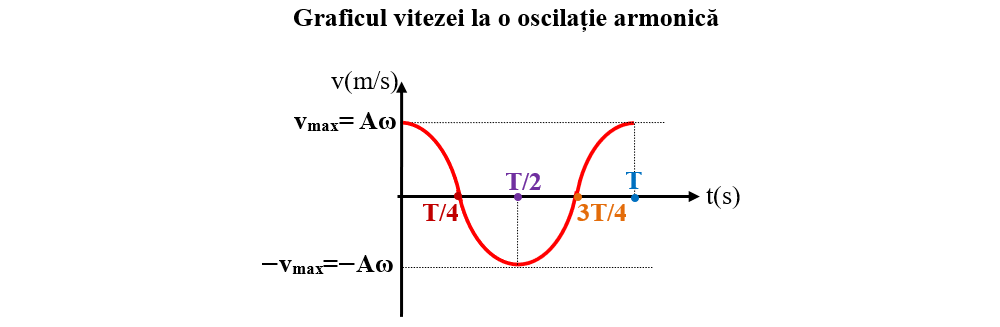 Graficul vitezei la o oscilație armonică
v(m/s)
vmax= Aω
T/2
T
t(s)
T/4
3T/4
−vmax=−Aω